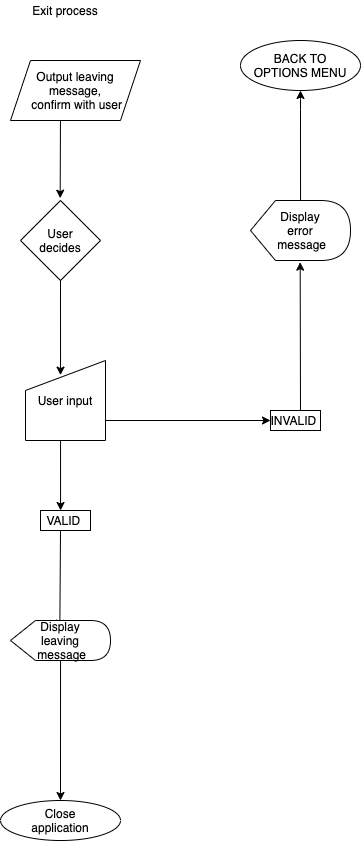 Exit process
Output leaving
message,
confirm with user
BACK TO
OPTIONS MENU
User
decides
Display
error
message
User input
INVALID
VALID
Display
leaving
message
Close
application